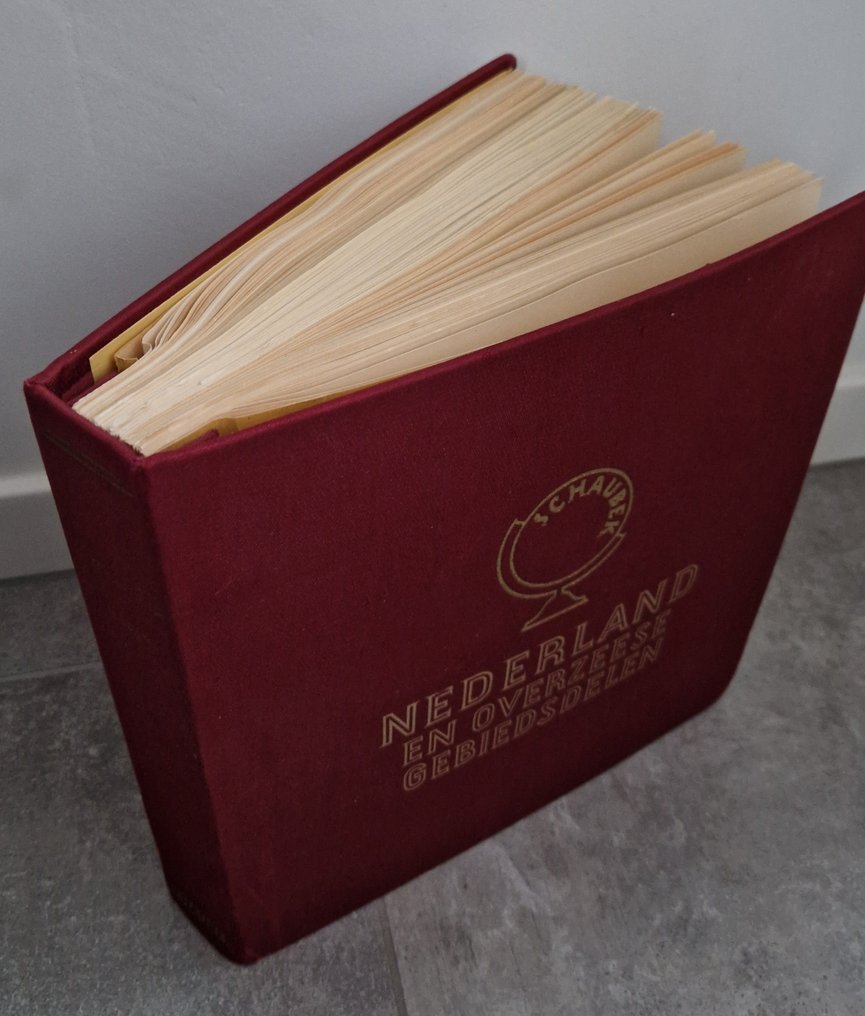 SCHAUBEK
NEDERLAND
EN OVERZEESE
GEBIEDSDELEN